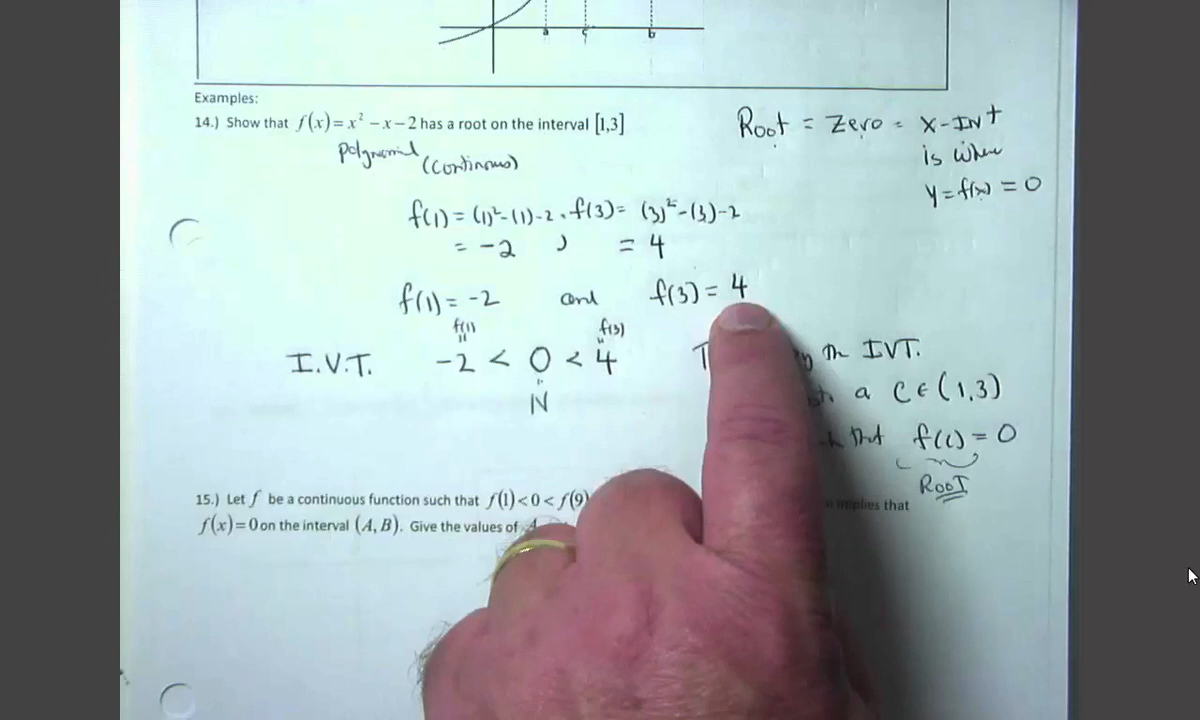 a c b
Examples:
14.) Show that f(x)=x² −x−2 has a root on the interval [1,3]
Root = Zero = x-INT
is where
y=f(x)=0
polynomial (continuous)
f(1)=(1)²-(1)-2, f(3)= (3)²-(3)-2
= -2 , = 4
f(1)=-2 and f(3)= 4
f(1) f(3)
I.V.T. -2 < 0 < 4
N
by the IVT.
a C∈(1,3)
that f(c)=0
Root
15.) Let f be a continuous function such that f(1)<0<f(9) implies that
f(x)=0 on the interval (A,B). Give the values of A